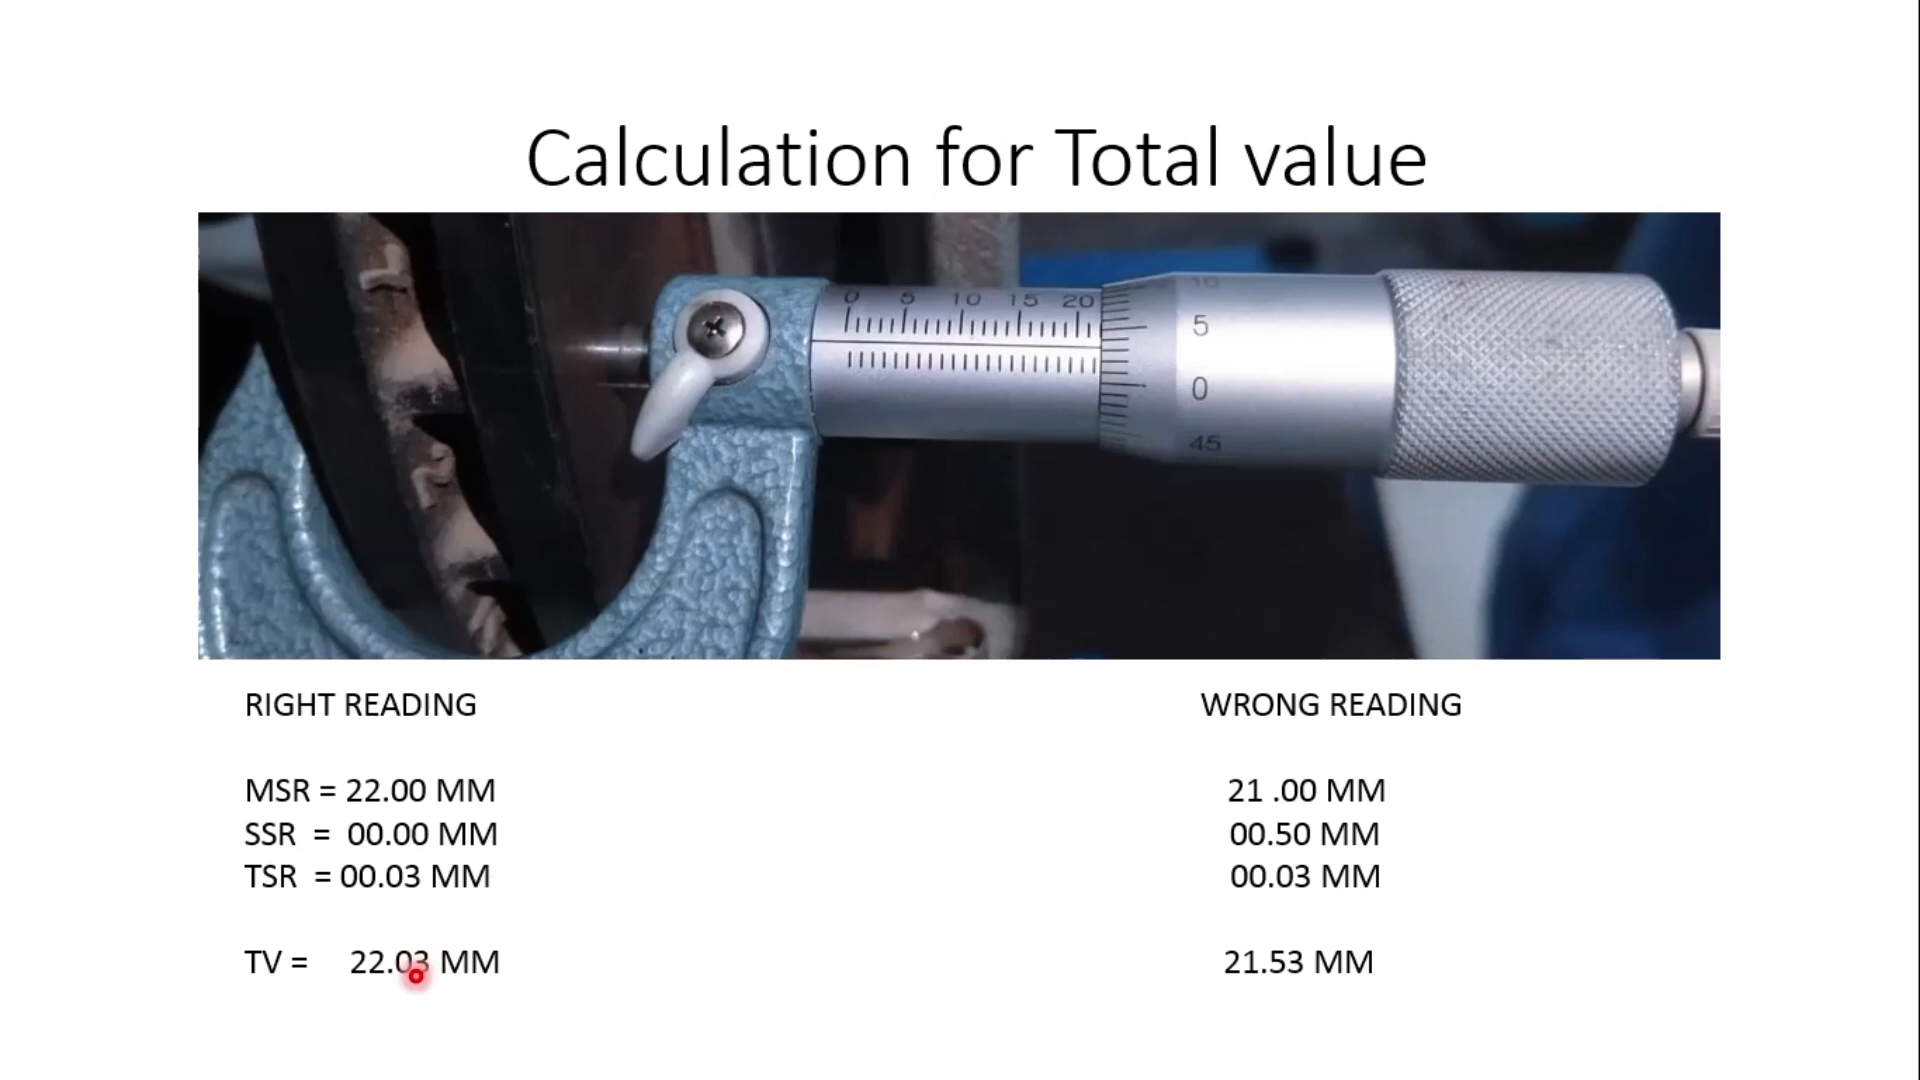 Calculation for Total value
0 5 10 15 20
10
5
0
45
RIGHT READING
WRONG READING
MSR = 22.00 MM
21 .00 MM
SSR = 00.00 MM
00.50 MM
TSR = 00.03 MM
00.03 MM
TV = 22.03 MM
21.53 MM